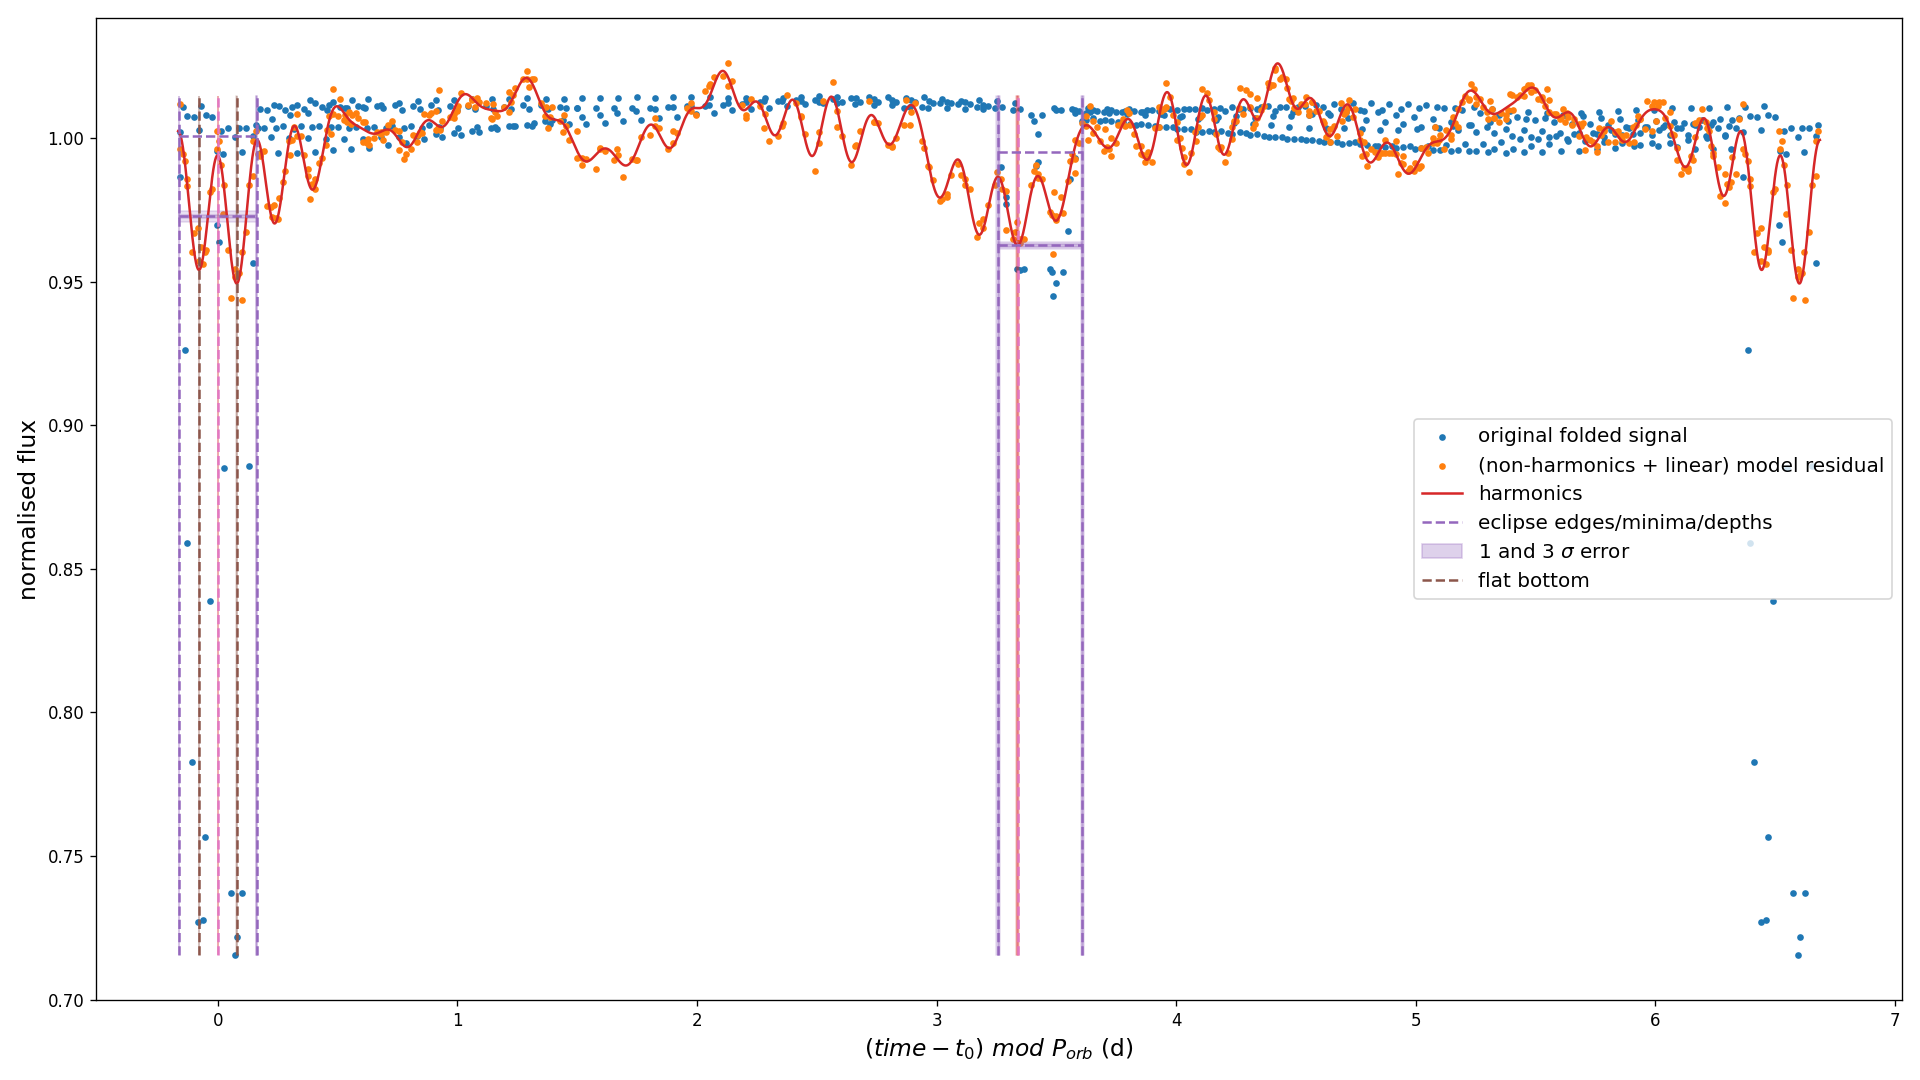 normalised flux
1.00
0.95
0.90
0.85
0.80
0.75
0.70
0
1
2
3
4
5
6
7
(time − t₀) mod P_orb (d)
original folded signal
(non-harmonics + linear) model residual
harmonics
eclipse edges/minima/depths
1 and 3 σ error
flat bottom